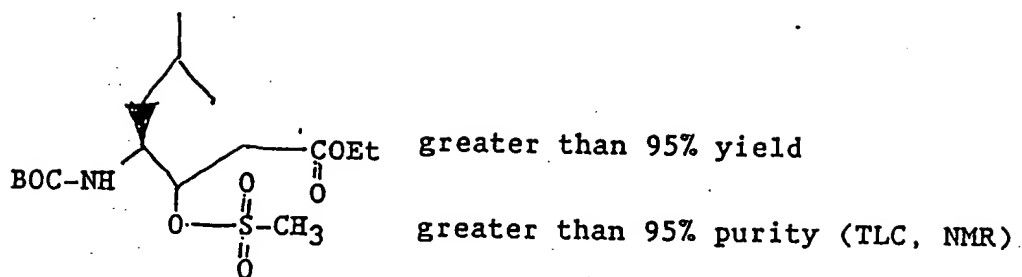 COEt greater than 95% yield
O
BOC-NH
O
O-S-CH3 greater than 95% purity (TLC, NMR)
O